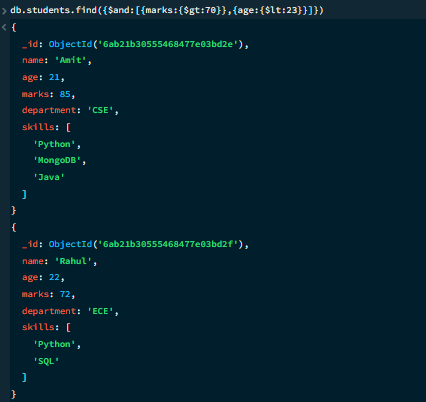 db.students.find({$and:[{marks:{$gt:70}},{age:{$lt:23}}]})
{
_id: ObjectId('6ab21b30555468477e03bd2e'),
name: 'Amit',
age: 21,
marks: 85,
department: 'CSE',
skills: [
'Python',
'MongoDB',
'Java'
]
}
{
_id: ObjectId('6ab21b30555468477e03bd2f'),
name: 'Rahul',
age: 22,
marks: 72,
department: 'ECE',
skills: [
'Python',
'SQL'
]
}